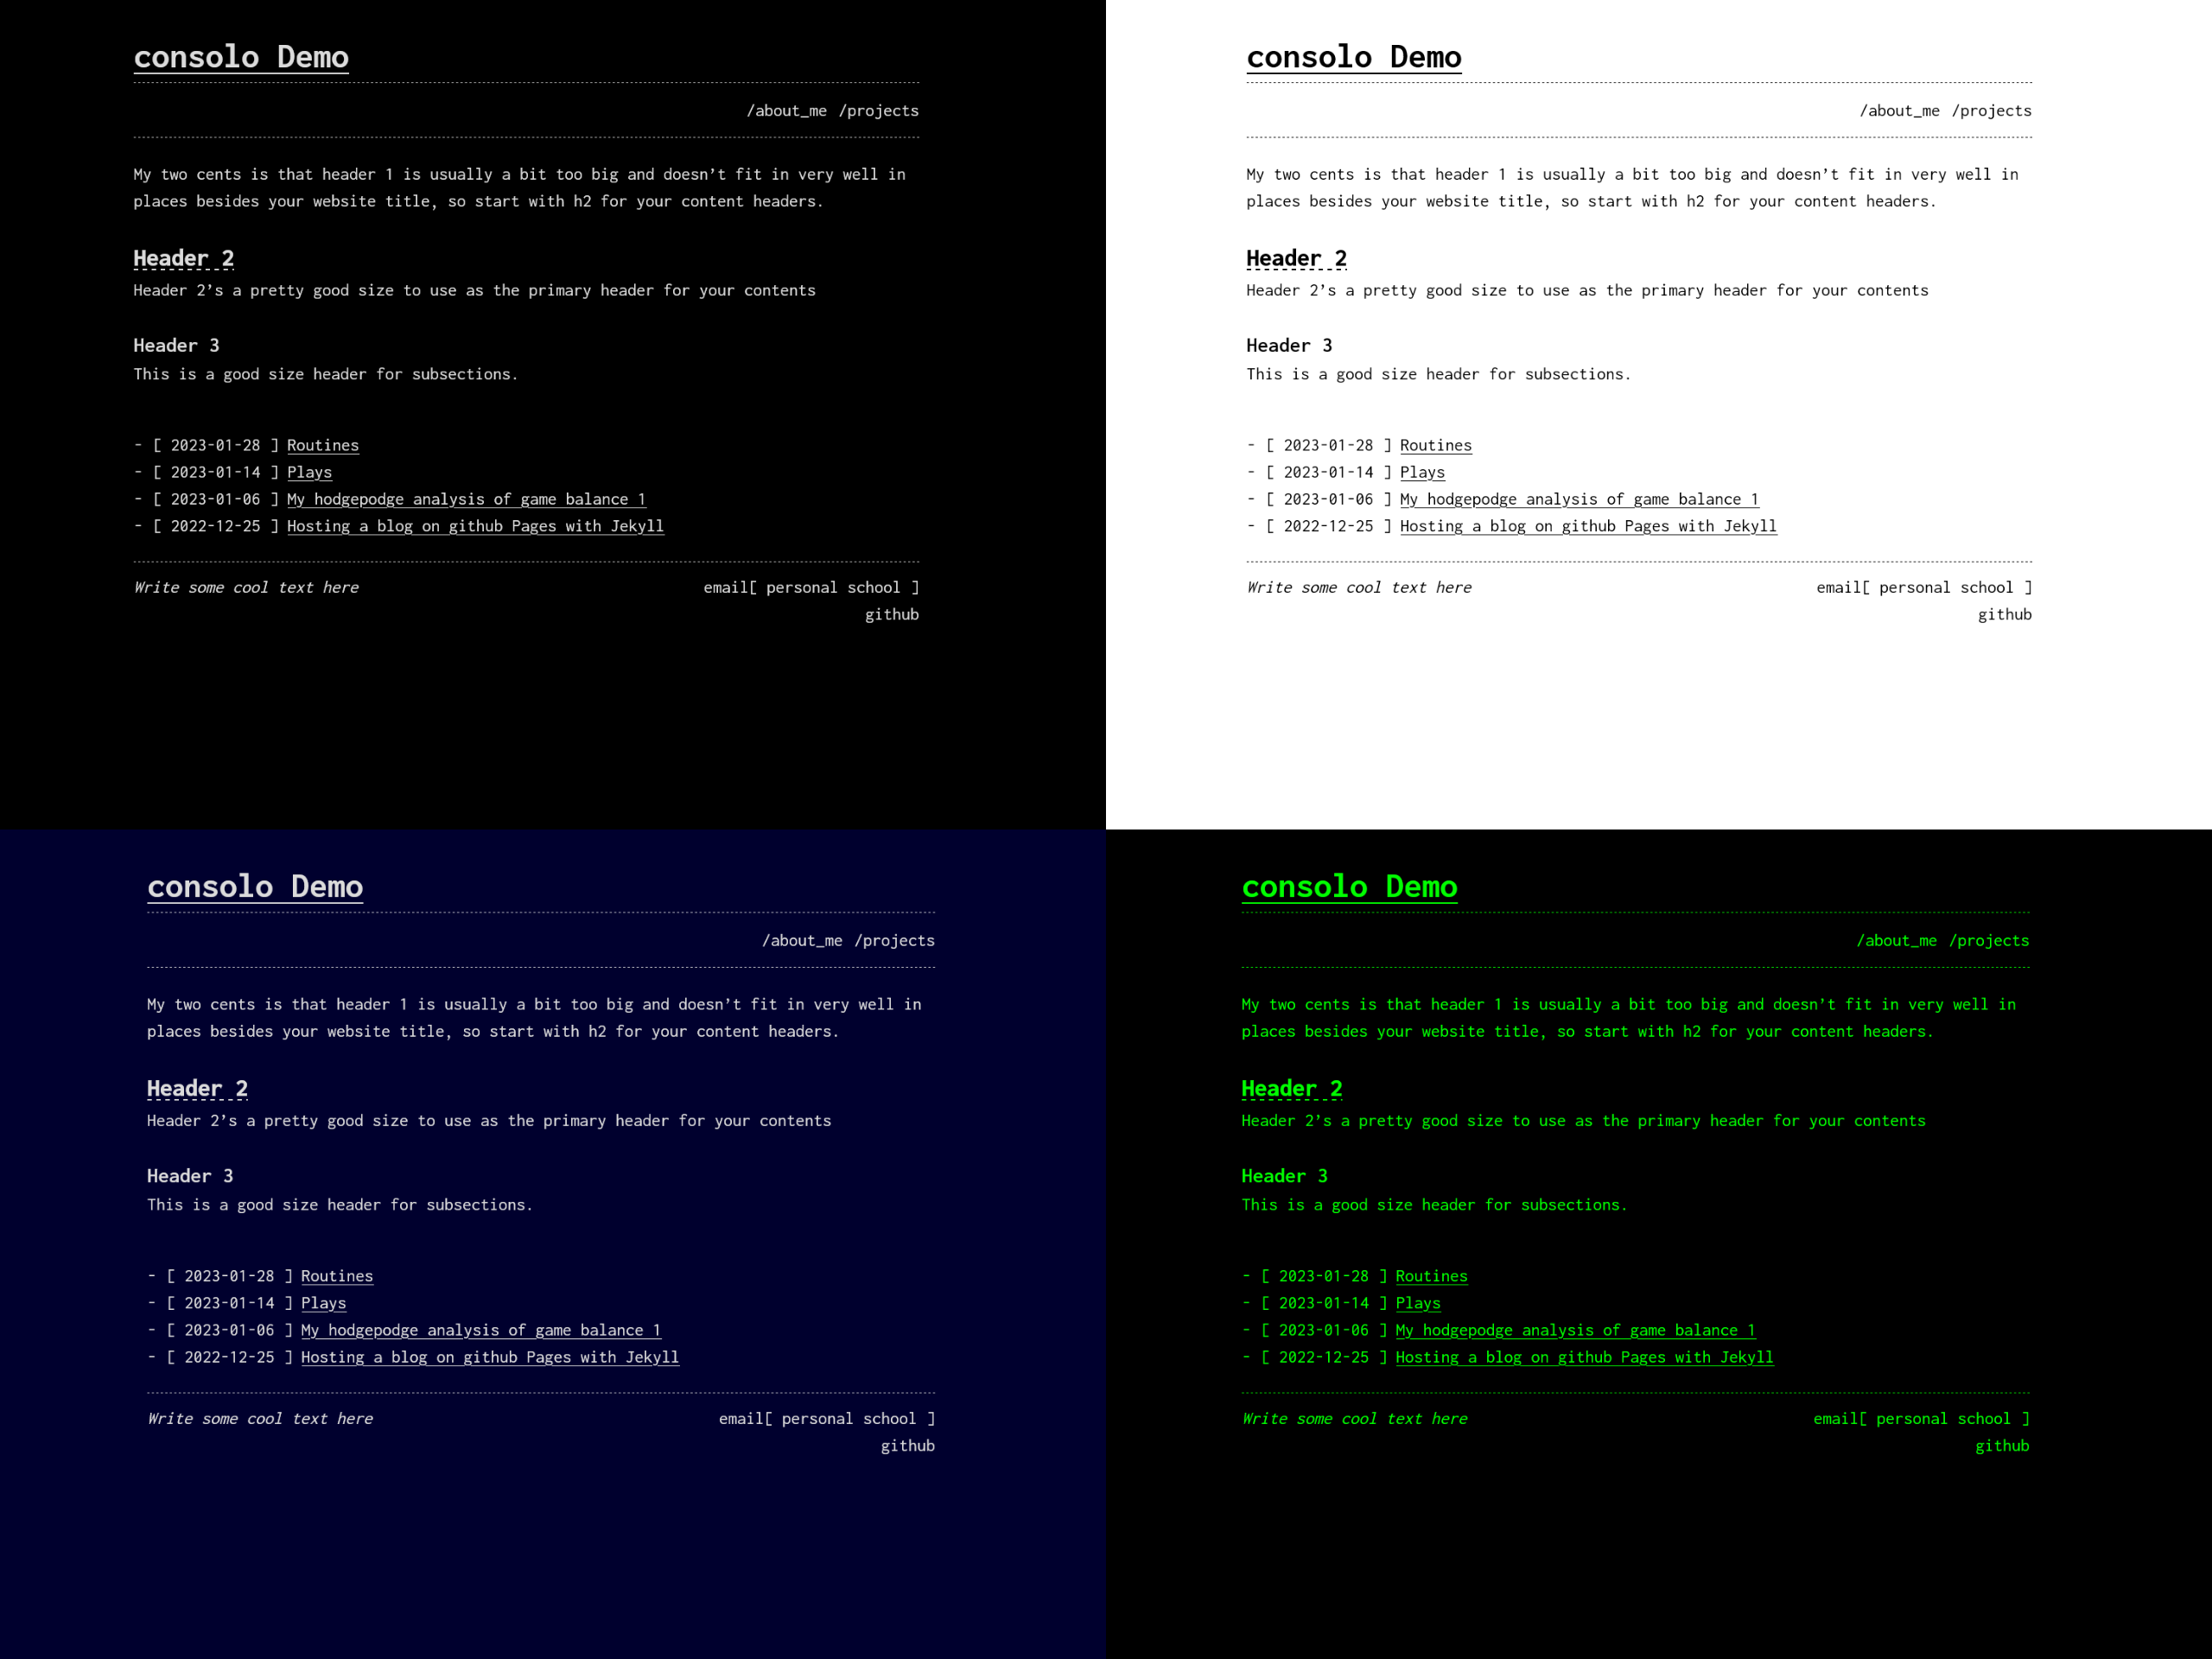 consolo Demo
/about_me /projects
My two cents is that header 1 is usually a bit too big and doesn’t fit in very well in
places besides your website title, so start with h2 for your content headers.
Header 2
Header 2’s a pretty good size to use as the primary header for your contents
Header 3
This is a good size header for subsections.
- [ 2023-01-28 ] Routines
- [ 2023-01-14 ] Plays
- [ 2023-01-06 ] My hodgepodge analysis of game balance 1
- [ 2022-12-25 ] Hosting a blog on github Pages with Jekyll
Write some cool text here email[ personal school ]
github
consolo Demo
/about_me /projects
My two cents is that header 1 is usually a bit too big and doesn’t fit in very well in
places besides your website title, so start with h2 for your content headers.
Header 2
Header 2’s a pretty good size to use as the primary header for your contents
Header 3
This is a good size header for subsections.
- [ 2023-01-28 ] Routines
- [ 2023-01-14 ] Plays
- [ 2023-01-06 ] My hodgepodge analysis of game balance 1
- [ 2022-12-25 ] Hosting a blog on github Pages with Jekyll
Write some cool text here email[ personal school ]
github
consolo Demo
/about_me /projects
My two cents is that header 1 is usually a bit too big and doesn’t fit in very well in
places besides your website title, so start with h2 for your content headers.
Header 2
Header 2’s a pretty good size to use as the primary header for your contents
Header 3
This is a good size header for subsections.
- [ 2023-01-28 ] Routines
- [ 2023-01-14 ] Plays
- [ 2023-01-06 ] My hodgepodge analysis of game balance 1
- [ 2022-12-25 ] Hosting a blog on github Pages with Jekyll
Write some cool text here email[ personal school ]
github
consolo Demo
/about_me /projects
My two cents is that header 1 is usually a bit too big and doesn’t fit in very well in
places besides your website title, so start with h2 for your content headers.
Header 2
Header 2’s a pretty good size to use as the primary header for your contents
Header 3
This is a good size header for subsections.
- [ 2023-01-28 ] Routines
- [ 2023-01-14 ] Plays
- [ 2023-01-06 ] My hodgepodge analysis of game balance 1
- [ 2022-12-25 ] Hosting a blog on github Pages with Jekyll
Write some cool text here email[ personal school ]
github